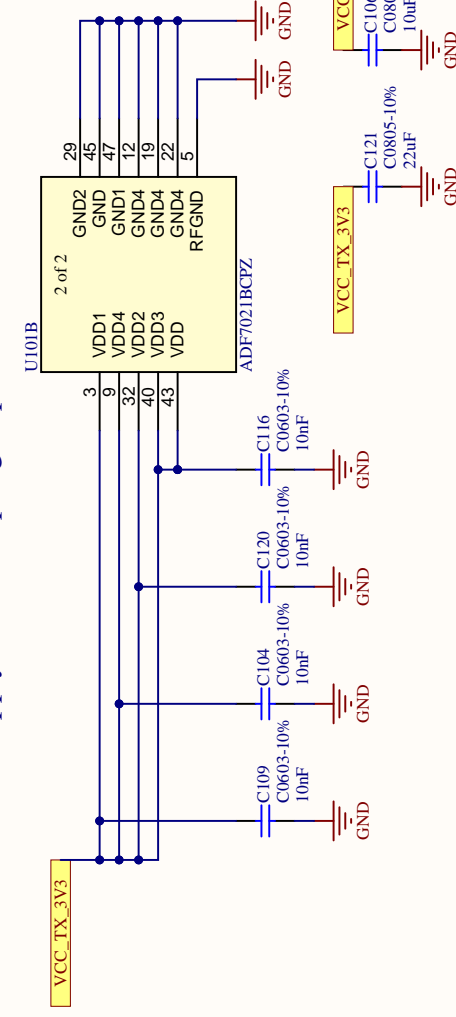 VCC_TX_3V3
C109
C0603-10%
10nF
GND
C104
C0603-10%
10nF
GND
C120
C0603-10%
10nF
GND
C116
C0603-10%
10nF
GND
U101B
2 of 2
ADF7021BCPZ
3
VDD1
9
VDD4
32
VDD2
40
VDD3
43
VDD
GND2
29
GND
45
GND1
47
GND4
12
GND4
19
GND4
22
RFGND
5
GND
GND
VCC_TX_3V3
C121
C0805-10%
22uF
GND
GND